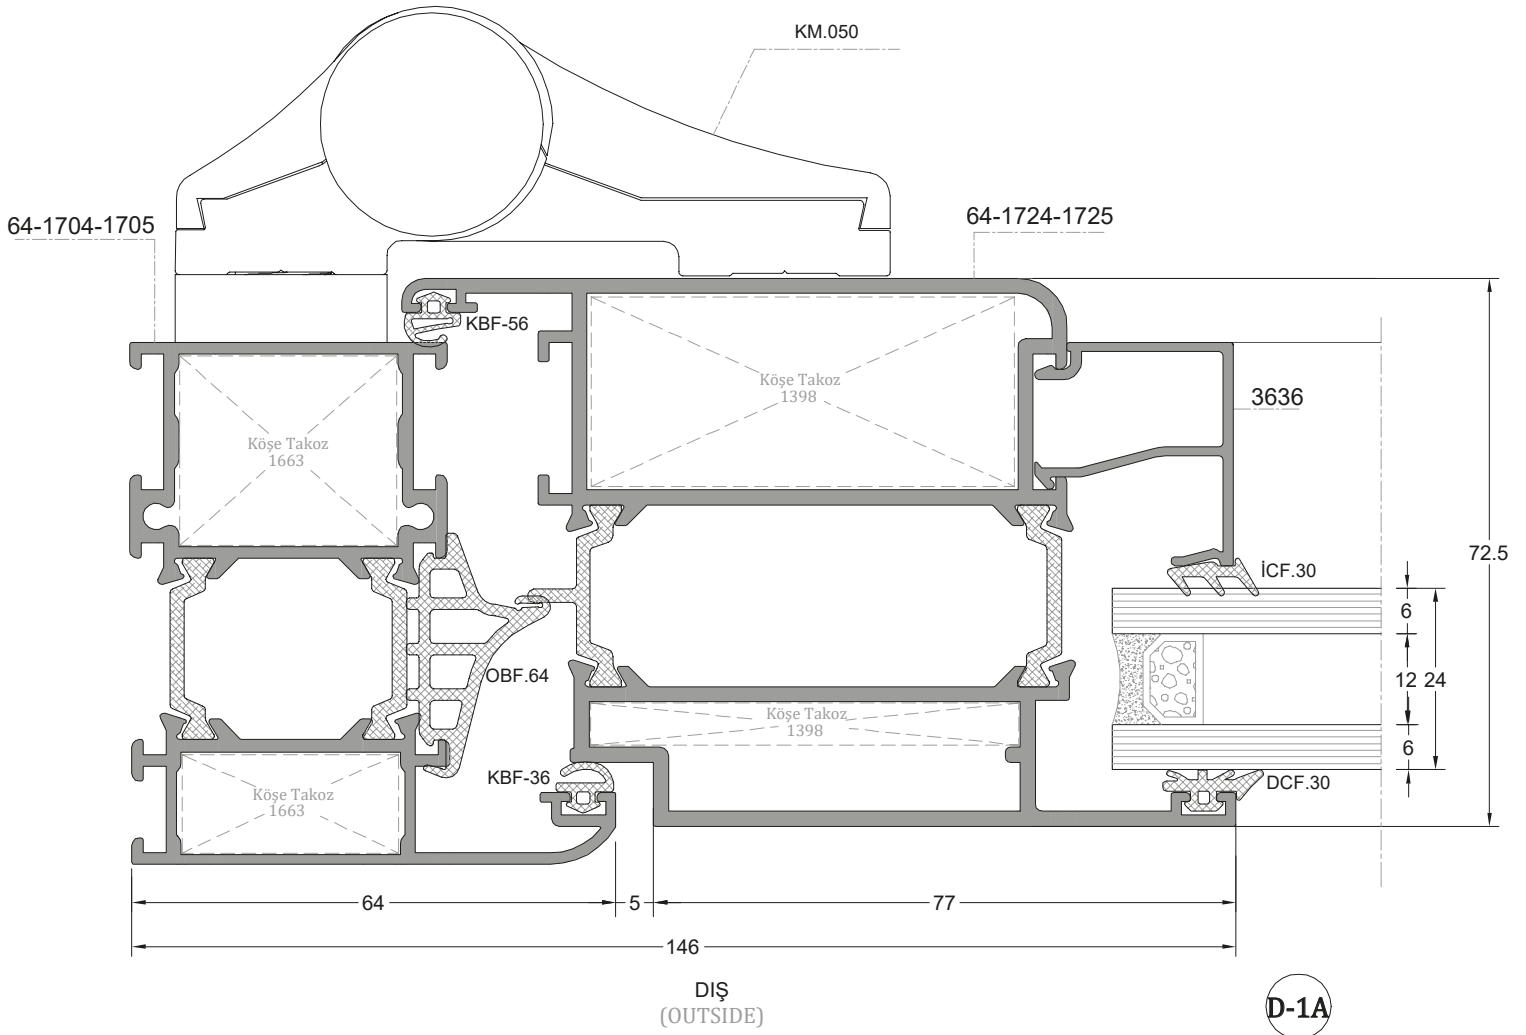 KM.050
64-1704-1705
64-1724-1725
KBF-56
Köşe Takoz
1398
3636
Köşe Takoz
1663
72.5
İCF.30
6
OBF.64
12
24
Köşe Takoz
1398
6
KBF-36
DCF.30
Köşe Takoz
1663
64
5
77
146
DIŞ
(OUTSIDE)
D-1A